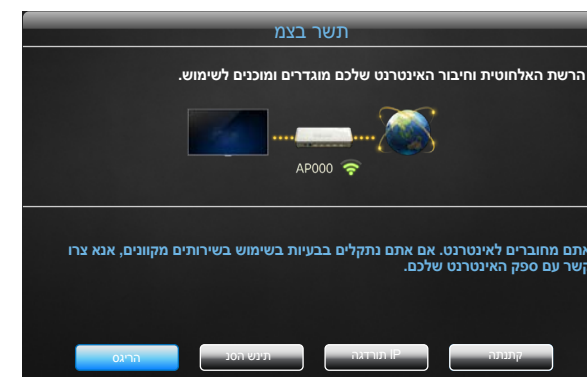 תשר בצמ
הרשת האלחוטית וחיבור האינטרנט שלכם מוגדרים ומוכנים לשימוש.
AP000
אתם מחוברים לאינטרנט. אם אתם נתקלים בבעיות בשימוש בשירותים מקוונים, אנא צרו
קשר עם ספק האינטרנט שלכם.
קתנתה
IP תורדגה
תינש הסנ
הריגס